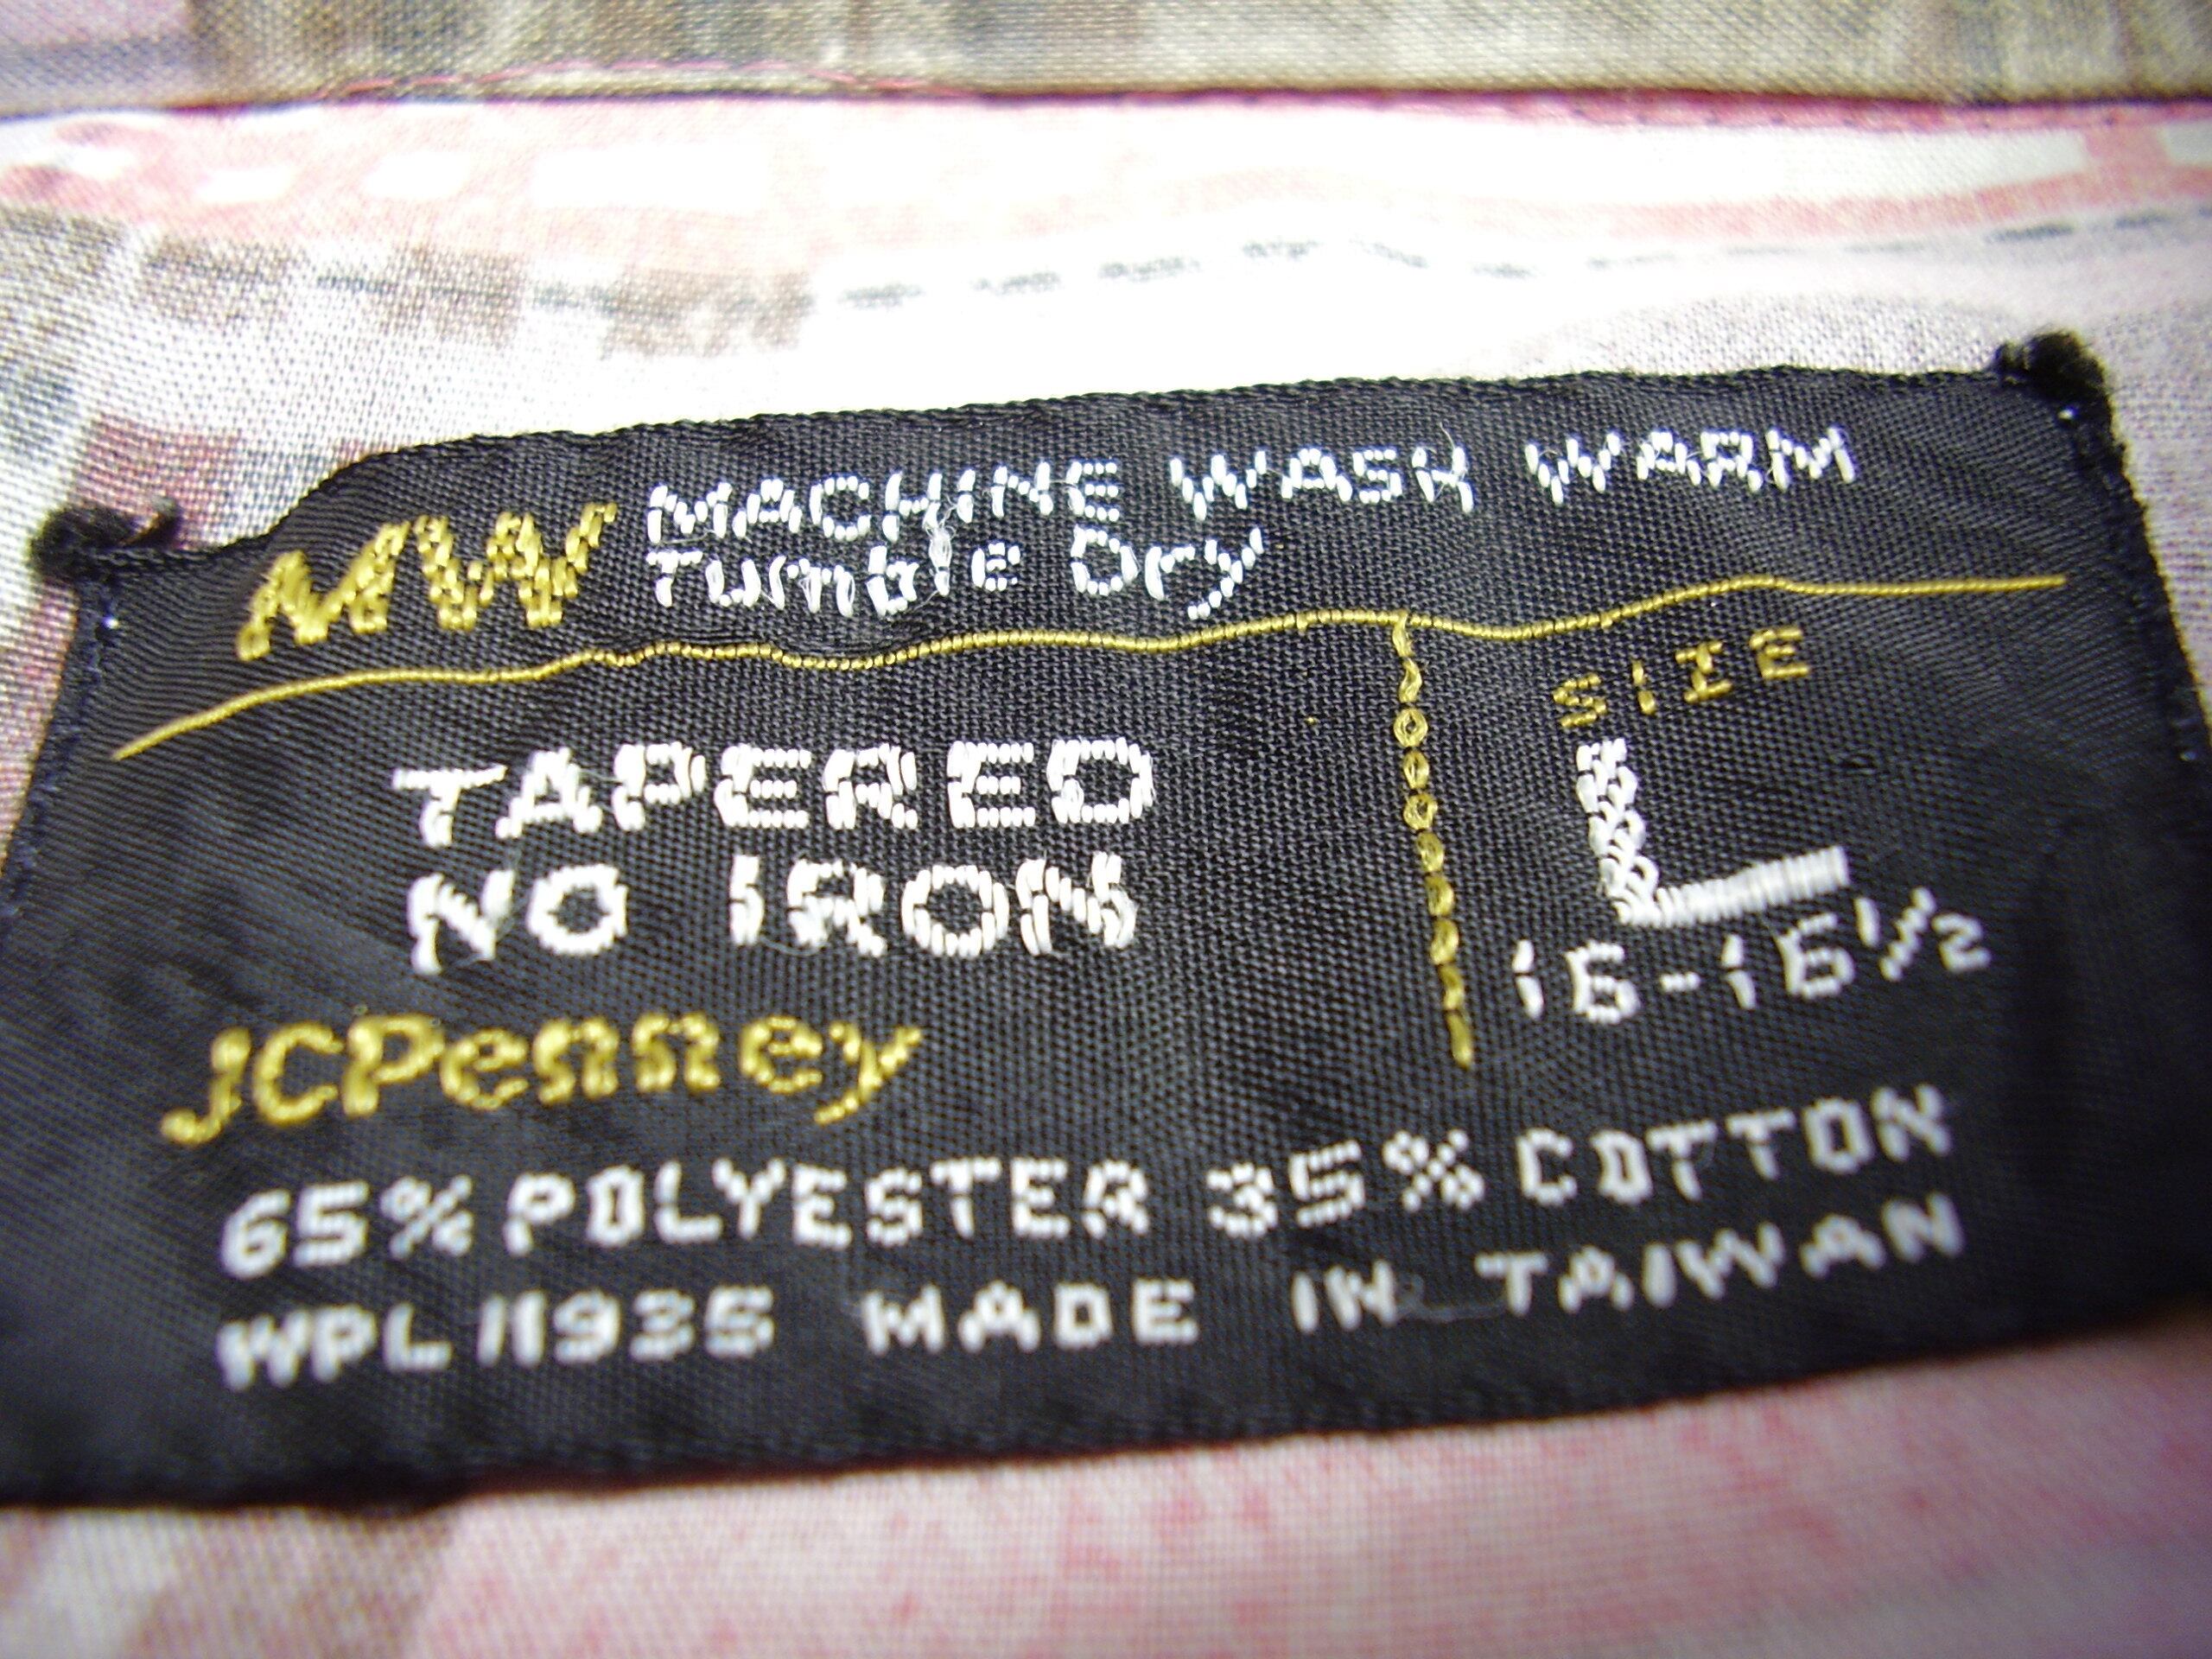 MW MACHINE WASH WARM
Tumble Dry
SIZE
TAPERED
NO IRON
L
16-16½
JCPenney
65% POLYESTER 35% COTTON
WPL 11935 MADE IN TAIWAN